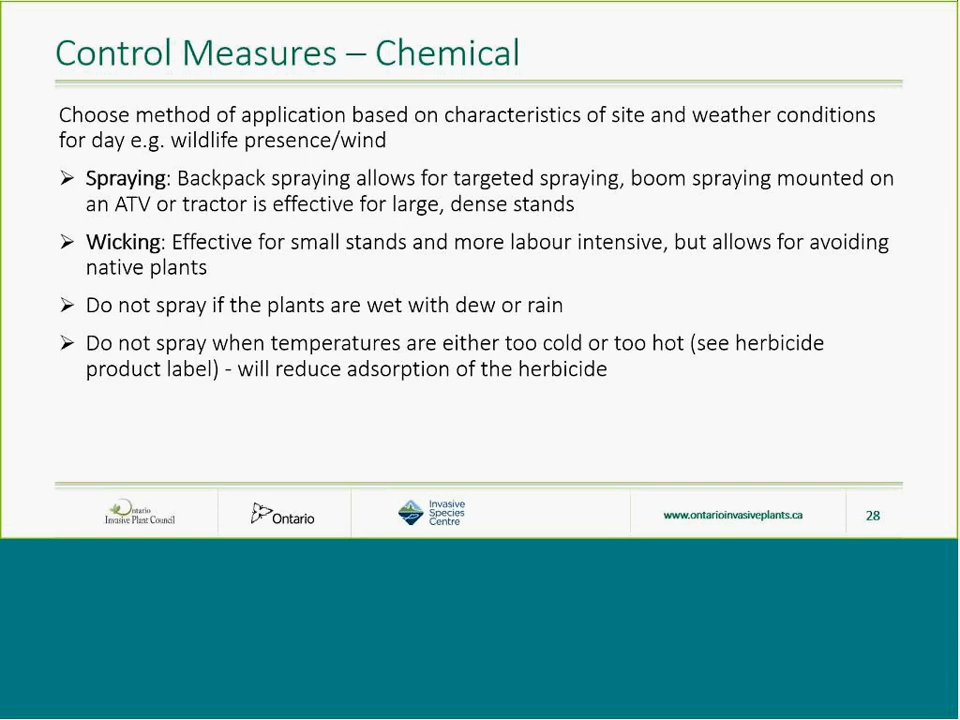 Control Measures – Chemical
Choose method of application based on characteristics of site and weather conditions
for day e.g. wildlife presence/wind
➤ Spraying: Backpack spraying allows for targeted spraying, boom spraying mounted on
an ATV or tractor is effective for large, dense stands
➤ Wicking: Effective for small stands and more labour intensive, but allows for avoiding
native plants
➤ Do not spray if the plants are wet with dew or rain
➤ Do not spray when temperatures are either too cold or too hot (see herbicide
product label) - will reduce adsorption of the herbicide
Ontario
Invasive Plant Council
Ontario
Invasive
Species
Centre
www.ontarioinvasiveplants.ca
28